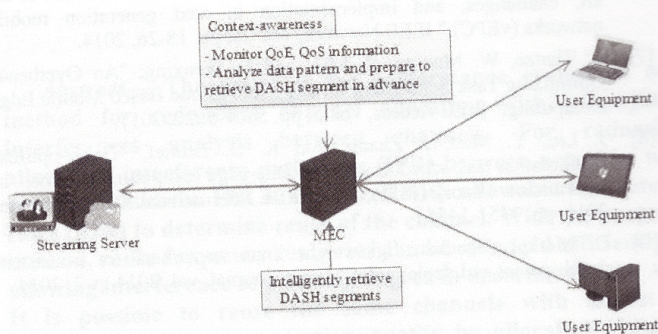 Context-awareness
- Monitor QoE, QoS information
- Analyze data pattern and prepare to
retrieve DASH segment in advance
User Equipment
Streaming Server
MEC
User Equipment
Intelligently retrieve
DASH segments
User Equipment